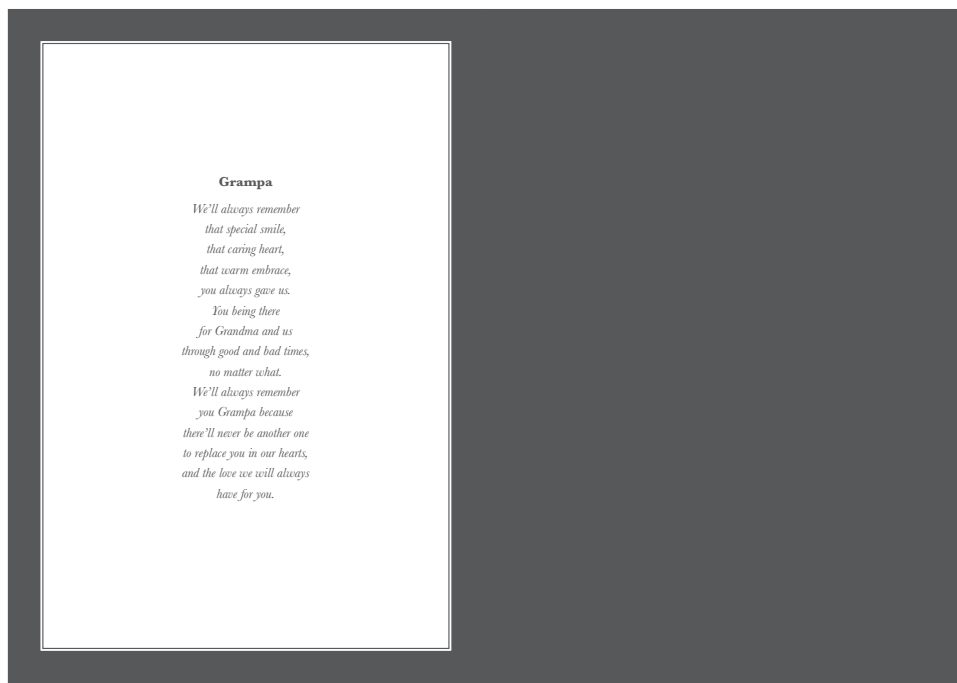 Grampa
We'll always remember
that special smile,
that caring heart,
that warm embrace,
you always gave us.
You being there
for Grandma and us
through good and bad times,
no matter what.
We'll always remember
you Grampa because
there'll never be another one
to replace you in our hearts,
and the love we will always
have for you.